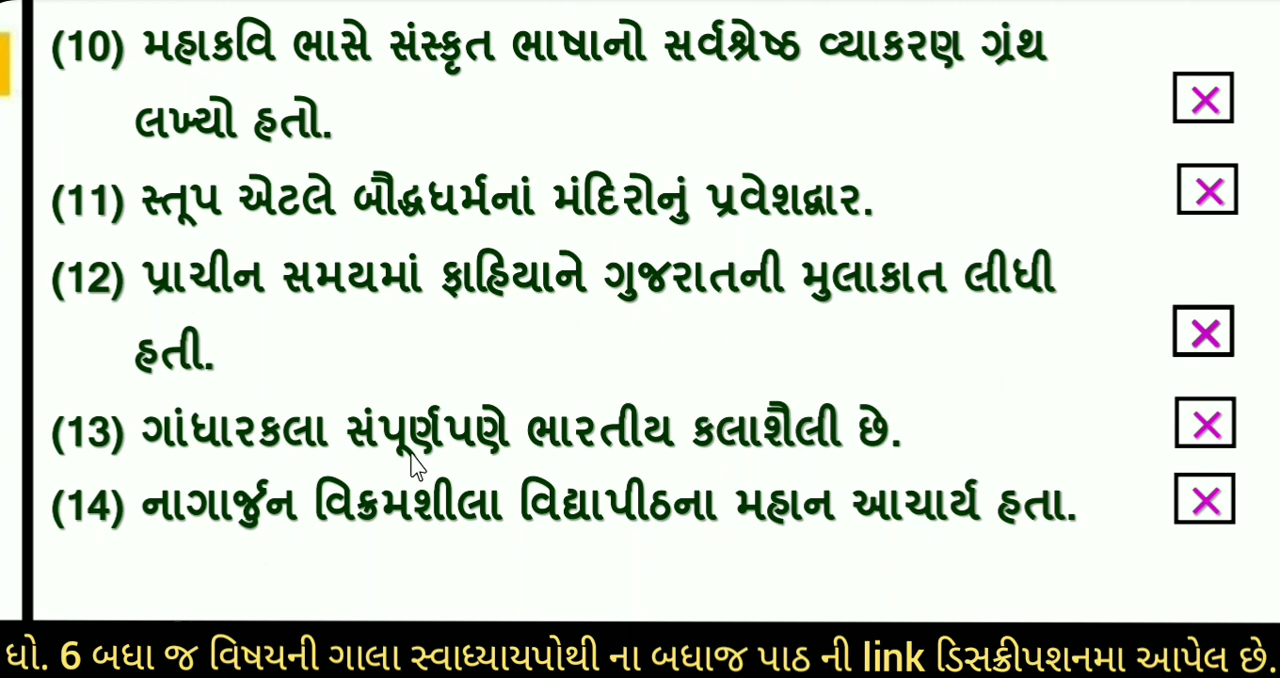 (10) મહાકવિ ભાસે સંસ્કૃત ભાષાનો સર્વશ્રેષ્ઠ વ્યાકરણ ગ્રંથ
લખ્યો હતો.
(11) સ્તૂપ એટલે બૌદ્ધધર્મનાં મંદિરોનું પ્રવેશદ્વાર.
(12) પ્રાચીન સમયમાં ફાહિયાને ગુજરાતની મુલાકાત લીધી
હતી.
(13) ગાંધારકલા સંપૂર્ણપણે ભારતીય કલાશૈલી છે.
(14) નાગાર્જુન વિક્રમશીલા વિદ્યાપીઠના મહાન આચાર્ય હતા.
ધો. 6 બધા જ વિષયની ગાલા સ્વાધ્યાયપોથી ના બધાજ પાઠ ની link ડિસક્રીપશનમા આપેલ છે.